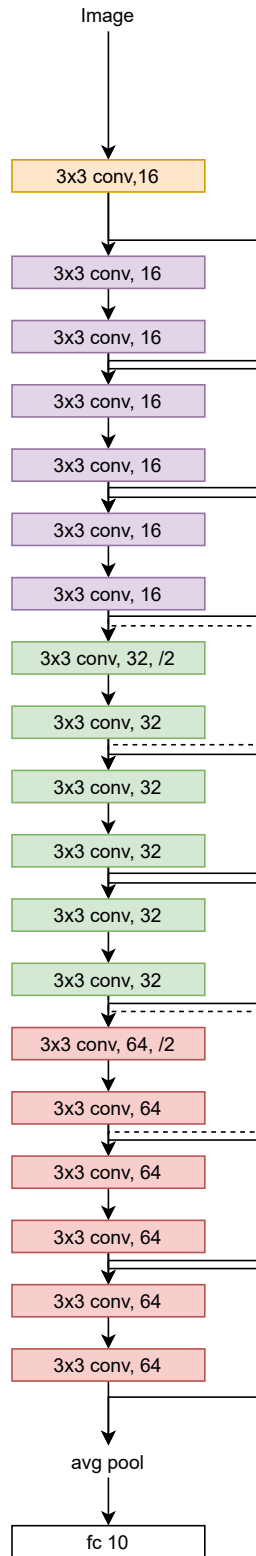 Image
3x3 conv,16
3x3 conv, 16
3x3 conv, 16
3x3 conv, 16
3x3 conv, 16
3x3 conv, 16
3x3 conv, 16
3x3 conv, 32, /2
3x3 conv, 32
3x3 conv, 32
3x3 conv, 32
3x3 conv, 32
3x3 conv, 32
3x3 conv, 64, /2
3x3 conv, 64
3x3 conv, 64
3x3 conv, 64
3x3 conv, 64
3x3 conv, 64
avg pool
fc 10